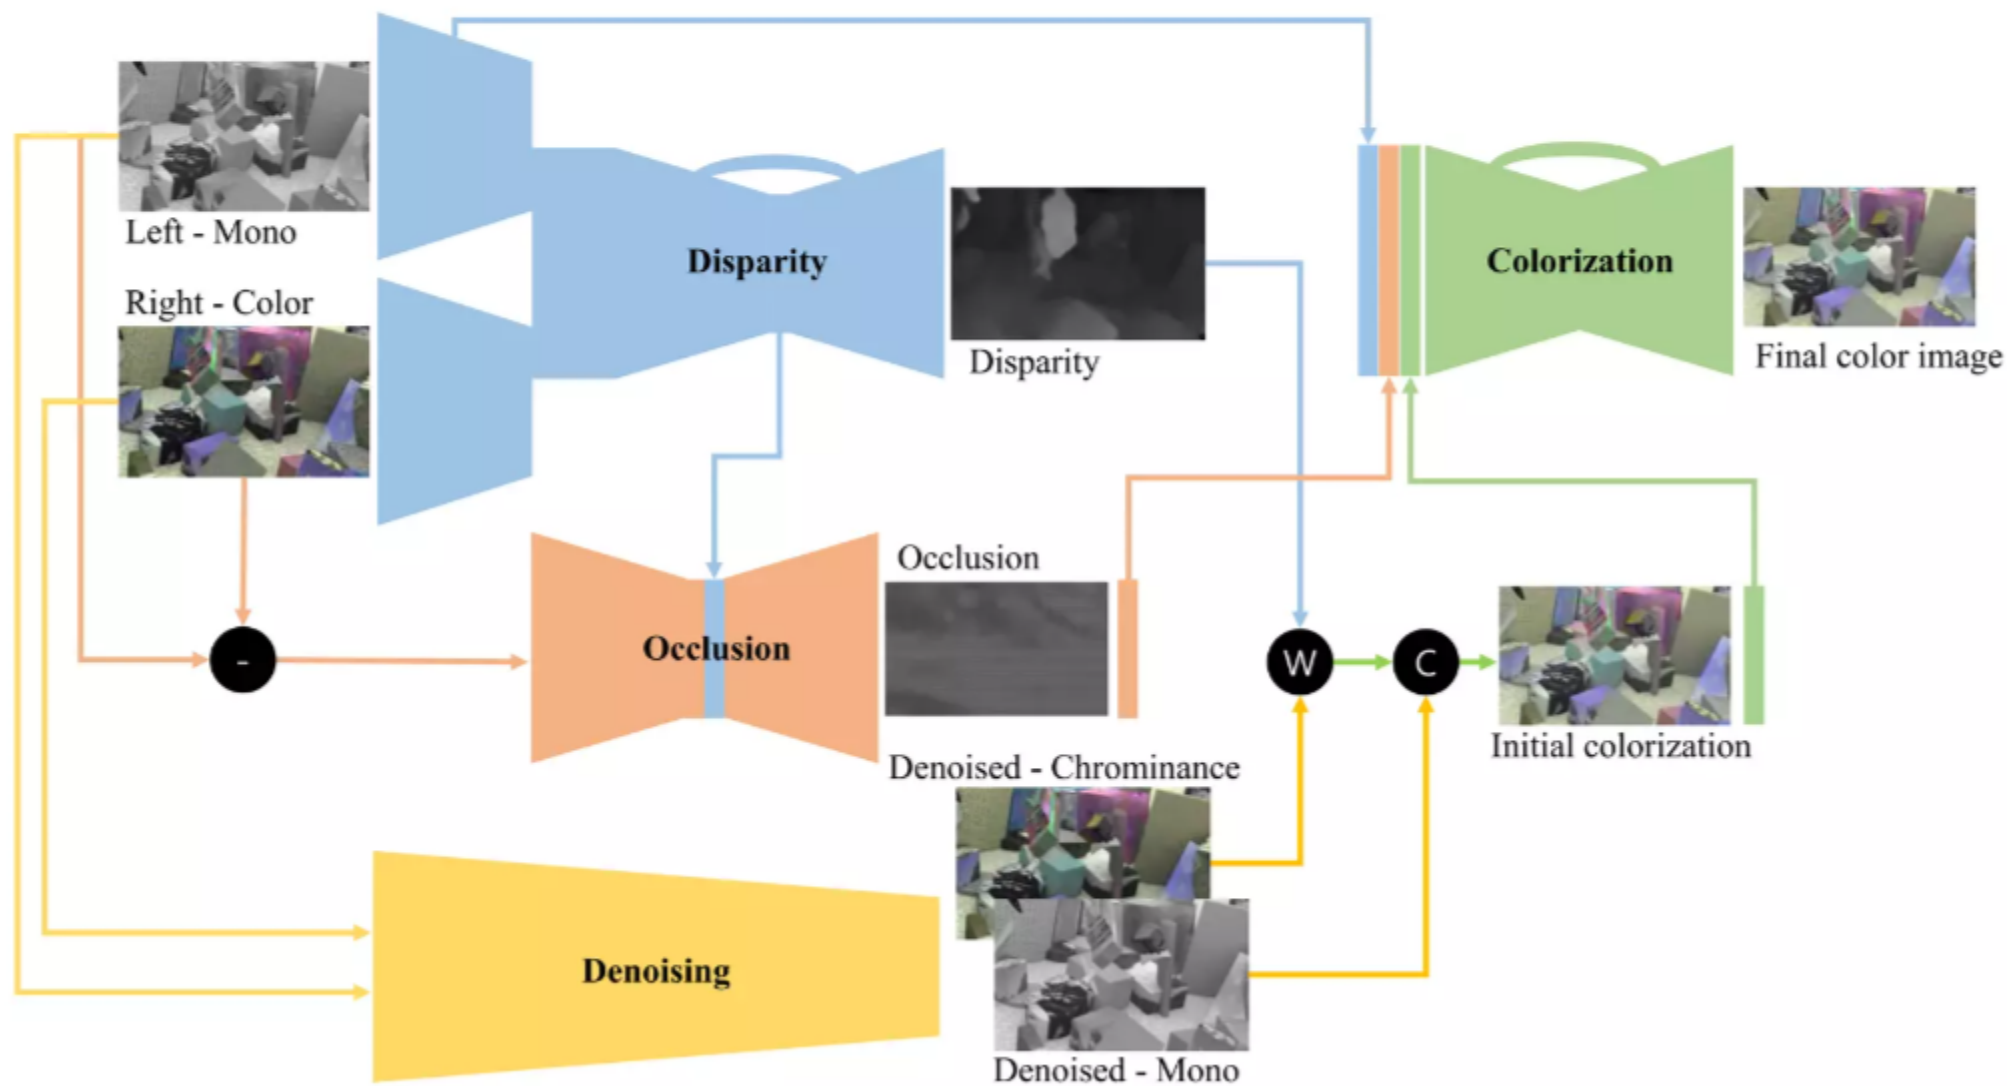 Left - Mono
Right - Color
Disparity
Disparity
Colorization
Final color image
Occlusion
-
Occlusion
W
C
Initial colorization
Denoised - Chrominance
Denoising
Denoised - Mono